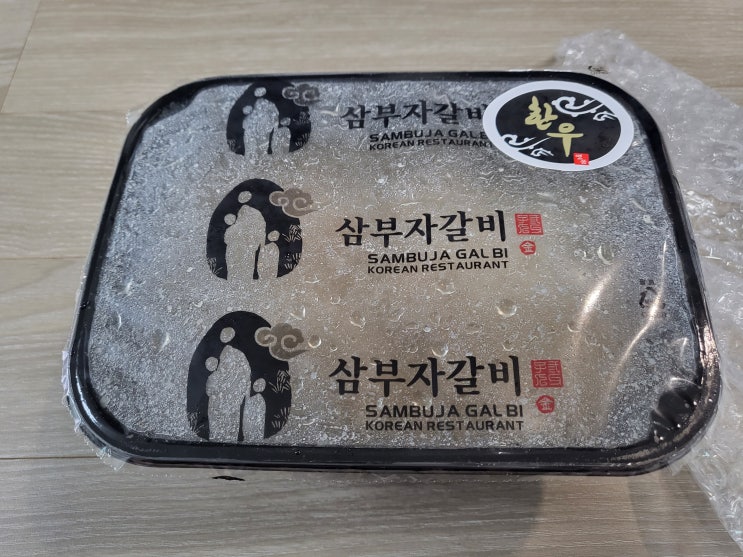 삼부자갈비
SAMBUJA GAL
KOREAN RESTAURANT
한우
삼부자갈비
SAMBUJA GALBI
KOREAN RESTAURANT
삼부자갈비
SAMBUJA GALBI
KOREAN RESTAURANT